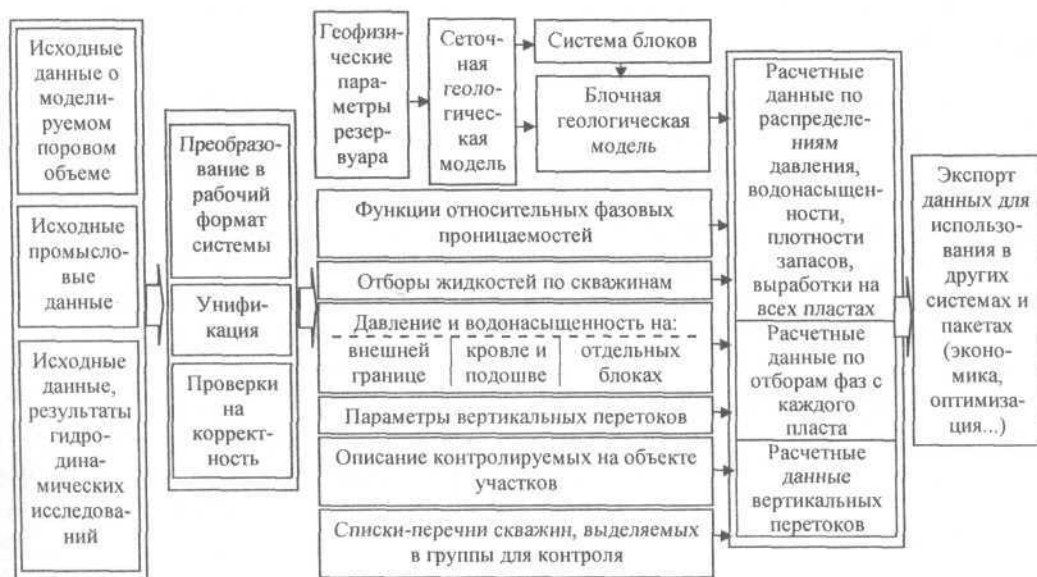 Исходные
данные о
модели-
руемом
поровом
объеме
Исходные
промысло-
вые
данные
Исходные
данные,
результаты
гидро-
дина-
мических
исследова-
ний
Преобразо-
вание в
рабочий
формат
системы
Унифи-
кация
Проверки
на
коррект-
ность
Геофизи-
ческие
пара-
метры
резер-
вуара
Сеточ-
ная
геоло-
гичес-
кая
модель
Система блоков
Блочная
геологическая
модель
Функции относительных фазовых
проницаемостей
Отборы жидкостей по скважинам
Давление и водонасыщенность на:
внешней
границе
кровле и
подошве
отдельных
блоках
Параметры вертикальных перетоков
Описание контролируемых на объекте
участков
Списки-перечни скважин, выделяемых
в группы для контроля
Расчетные
данные по
распределе-
ниям
давления,
водонасыщен-
ности,
плотности
запасов,
выработки на
всех пластах
Расчетные
данные по
отборам фаз с
каждого
пласта
Расчетные
данные
вертикальных
перетоков
Экспорт
данных для
использо-
вания в
других
системах и
пакетах
(эконо-
мика,
оптимиза-
ция...)